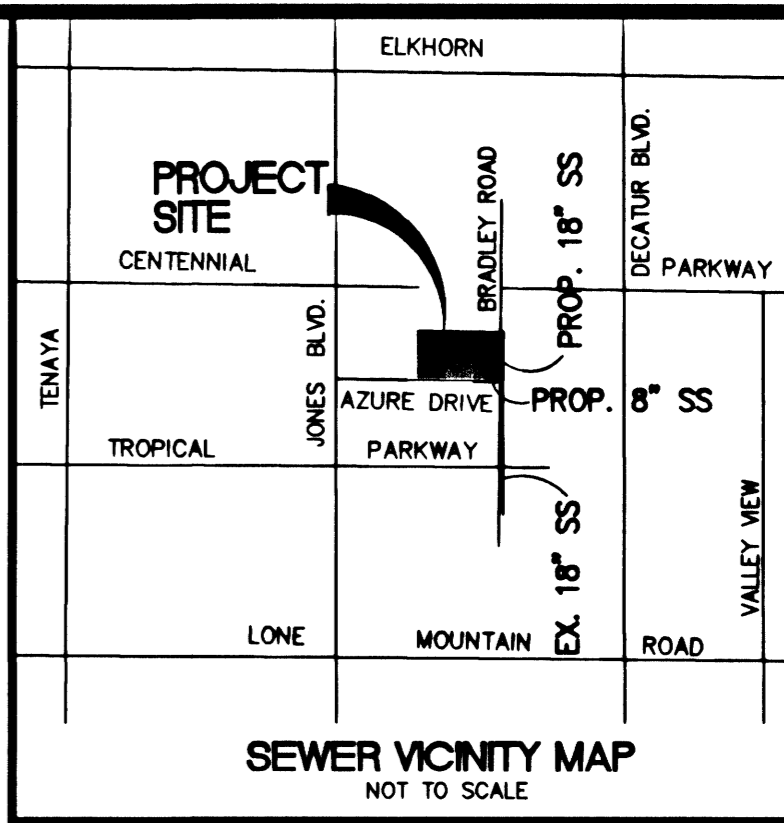 ELKHORN
PROJECT
SITE
CENTENNIAL
BRADLEY ROAD
PROP. 18" SS
DECATUR BLVD.
PARKWAY
TENAYA
JONES BLVD.
AZURE DRIVE
PROP. 8" SS
TROPICAL
PARKWAY
EX. 18" SS
VALLEY VIEW
LONE
MOUNTAIN
ROAD
SEWER VICINITY MAP
NOT TO SCALE